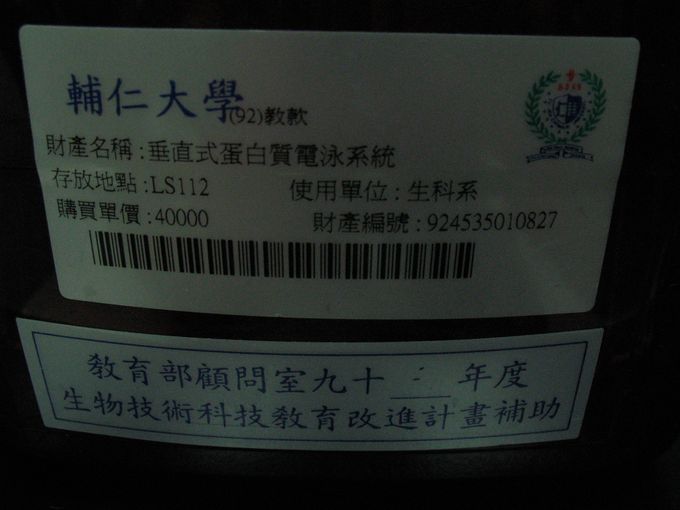 輔仁大學(92)教款
財產名稱:垂直式蛋白質電泳系統
存放地點:LS112 使用單位:生科系
購買單價:40000 財產編號:924535010827
教育部顧問室九十 年度
生物技術科技教育改進計畫補助